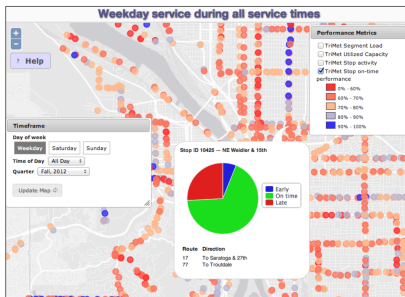 Weekday service during all service times
+
−
? Help
Performance Metrics
TriMet Segment Load
TriMet Utilized Capacity
TriMet Stop activity
TriMet Stop on-time
performance
0% - 60%
60% - 70%
70% - 80%
80% - 90%
90% - 100%
Timeframe
Day of week
Weekday Saturday Sunday
Time of Day All Day
Quarter Fall, 2012
Update Map
Stop ID 10425 — NE Weidler & 15th
Early
On time
Late
Route Direction
17 To Saratoga & 27th
77 To Troutdale